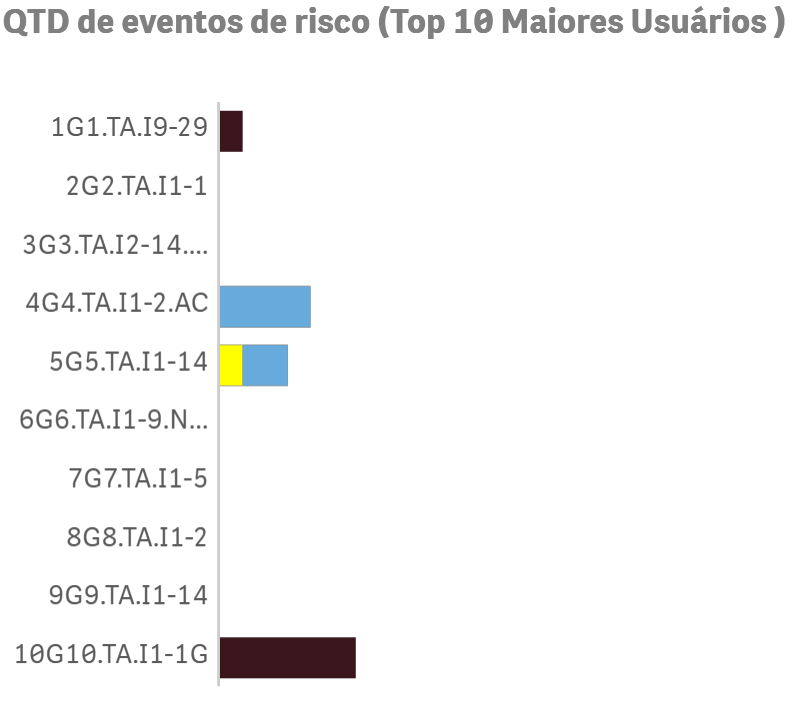 QTD de eventos de risco (Top 10 Maiores Usuários )
1G1.TA.I9-29
2G2.TA.I1-1
3G3.TA.I2-14....
4G4.TA.I1-2.AC
5G5.TA.I1-14
6G6.TA.I1-9.N...
7G7.TA.I1-5
8G8.TA.I1-2
9G9.TA.I1-14
10G10.TA.I1-1G